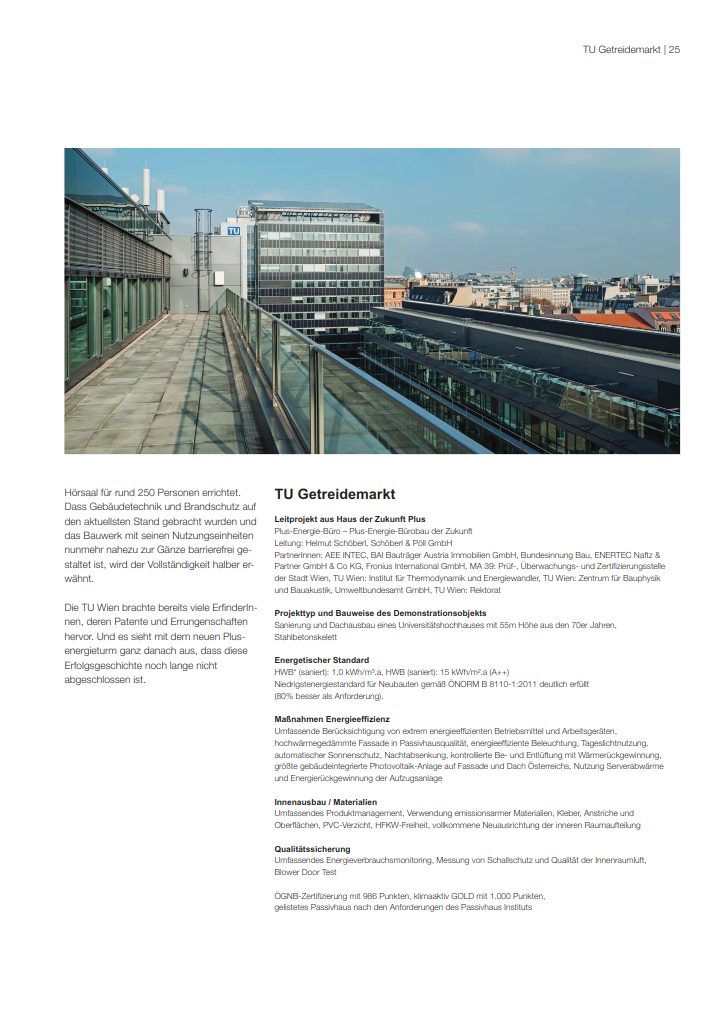 TU Getreidemarkt | 25
TU
Hörsaal für rund 250 Personen errichtet.
Dass Gebäudetechnik und Brandschutz auf
den aktuellsten Stand gebracht wurden und
das Bauwerk mit seinen Nutzungseinheiten
nunmehr nahezu zur Gänze barrierefrei ge-
staltet ist, wird der Vollständigkeit halber er-
wähnt.
Die TU Wien brachte bereits viele ErfinderIn-
nen, deren Patente und Errungenschaften
hervor. Und es sieht mit dem neuen Plus-
energieturm ganz danach aus, dass diese
Erfolgsgeschichte noch lange nicht
abgeschlossen ist.
TU Getreidemarkt
Leitprojekt aus Haus der Zukunft Plus
Plus-Energie-Büro – Plus-Energie-Bürobau der Zukunft
Leitung: Helmut Schöberl, Schöberl & Pöll GmbH
PartnerInnen: AEE INTEC, BAI Bauträger Austria Immobilien GmbH, Bundesinnung Bau, ENERTEC Naftz &
Partner GmbH & Co KG, Fronius International GmbH, MA 39: Prüf-, Überwachungs- und Zertifizierungsstelle
der Stadt Wien, TU Wien: Institut für Thermodynamik und Energiewandler, TU Wien: Zentrum für Bauphysik
und Bauakustik, Umweltbundesamt GmbH, TU Wien: Rektorat
Projekttyp und Bauweise des Demonstrationsobjekts
Sanierung und Dachausbau eines Universitätshochhauses mit 55m Höhe aus den 70er Jahren,
Stahlbetonskelett
Energetischer Standard
HWB* (saniert): 1,0 kWh/m³.a, HWB (saniert): 15 kWh/m².a (A++)
Niedrigstenergiestandard für Neubauten gemäß ÖNORM B 8110-1:2011 deutlich erfüllt
(80% besser als Anforderung).
Maßnahmen Energieeffizienz
Umfassende Berücksichtigung von extrem energieeffizienten Betriebsmittel und Arbeitsgeräten,
hochwärmegedämmte Fassade in Passivhausqualität, energieeffiziente Beleuchtung, Tageslichtnutzung,
automatischer Sonnenschutz, Nachtabsenkung, kontrollierte Be- und Entlüftung mit Wärmerückgewinnung,
größte gebäudeintegrierte Photovoltaik-Anlage auf Fassade und Dach Österreichs, Nutzung Serverabwärme
und Energierückgewinnung der Aufzugsanlage
Innenausbau / Materialien
Umfassendes Produktmanagement, Verwendung emissionsarmer Materialien, Kleber, Anstriche und
Oberflächen, PVC-Verzicht, HFKW-Freiheit, vollkommene Neuausrichtung der inneren Raumaufteilung
Qualitätssicherung
Umfassendes Energieverbrauchsmonitoring, Messung von Schallschutz und Qualität der Innenraumluft,
Blower Door Test
ÖGNB-Zertifizierung mit 986 Punkten, klimaaktiv GOLD mit 1.000 Punkten,
gelistetes Passivhaus nach den Anforderungen des Passivhaus Instituts